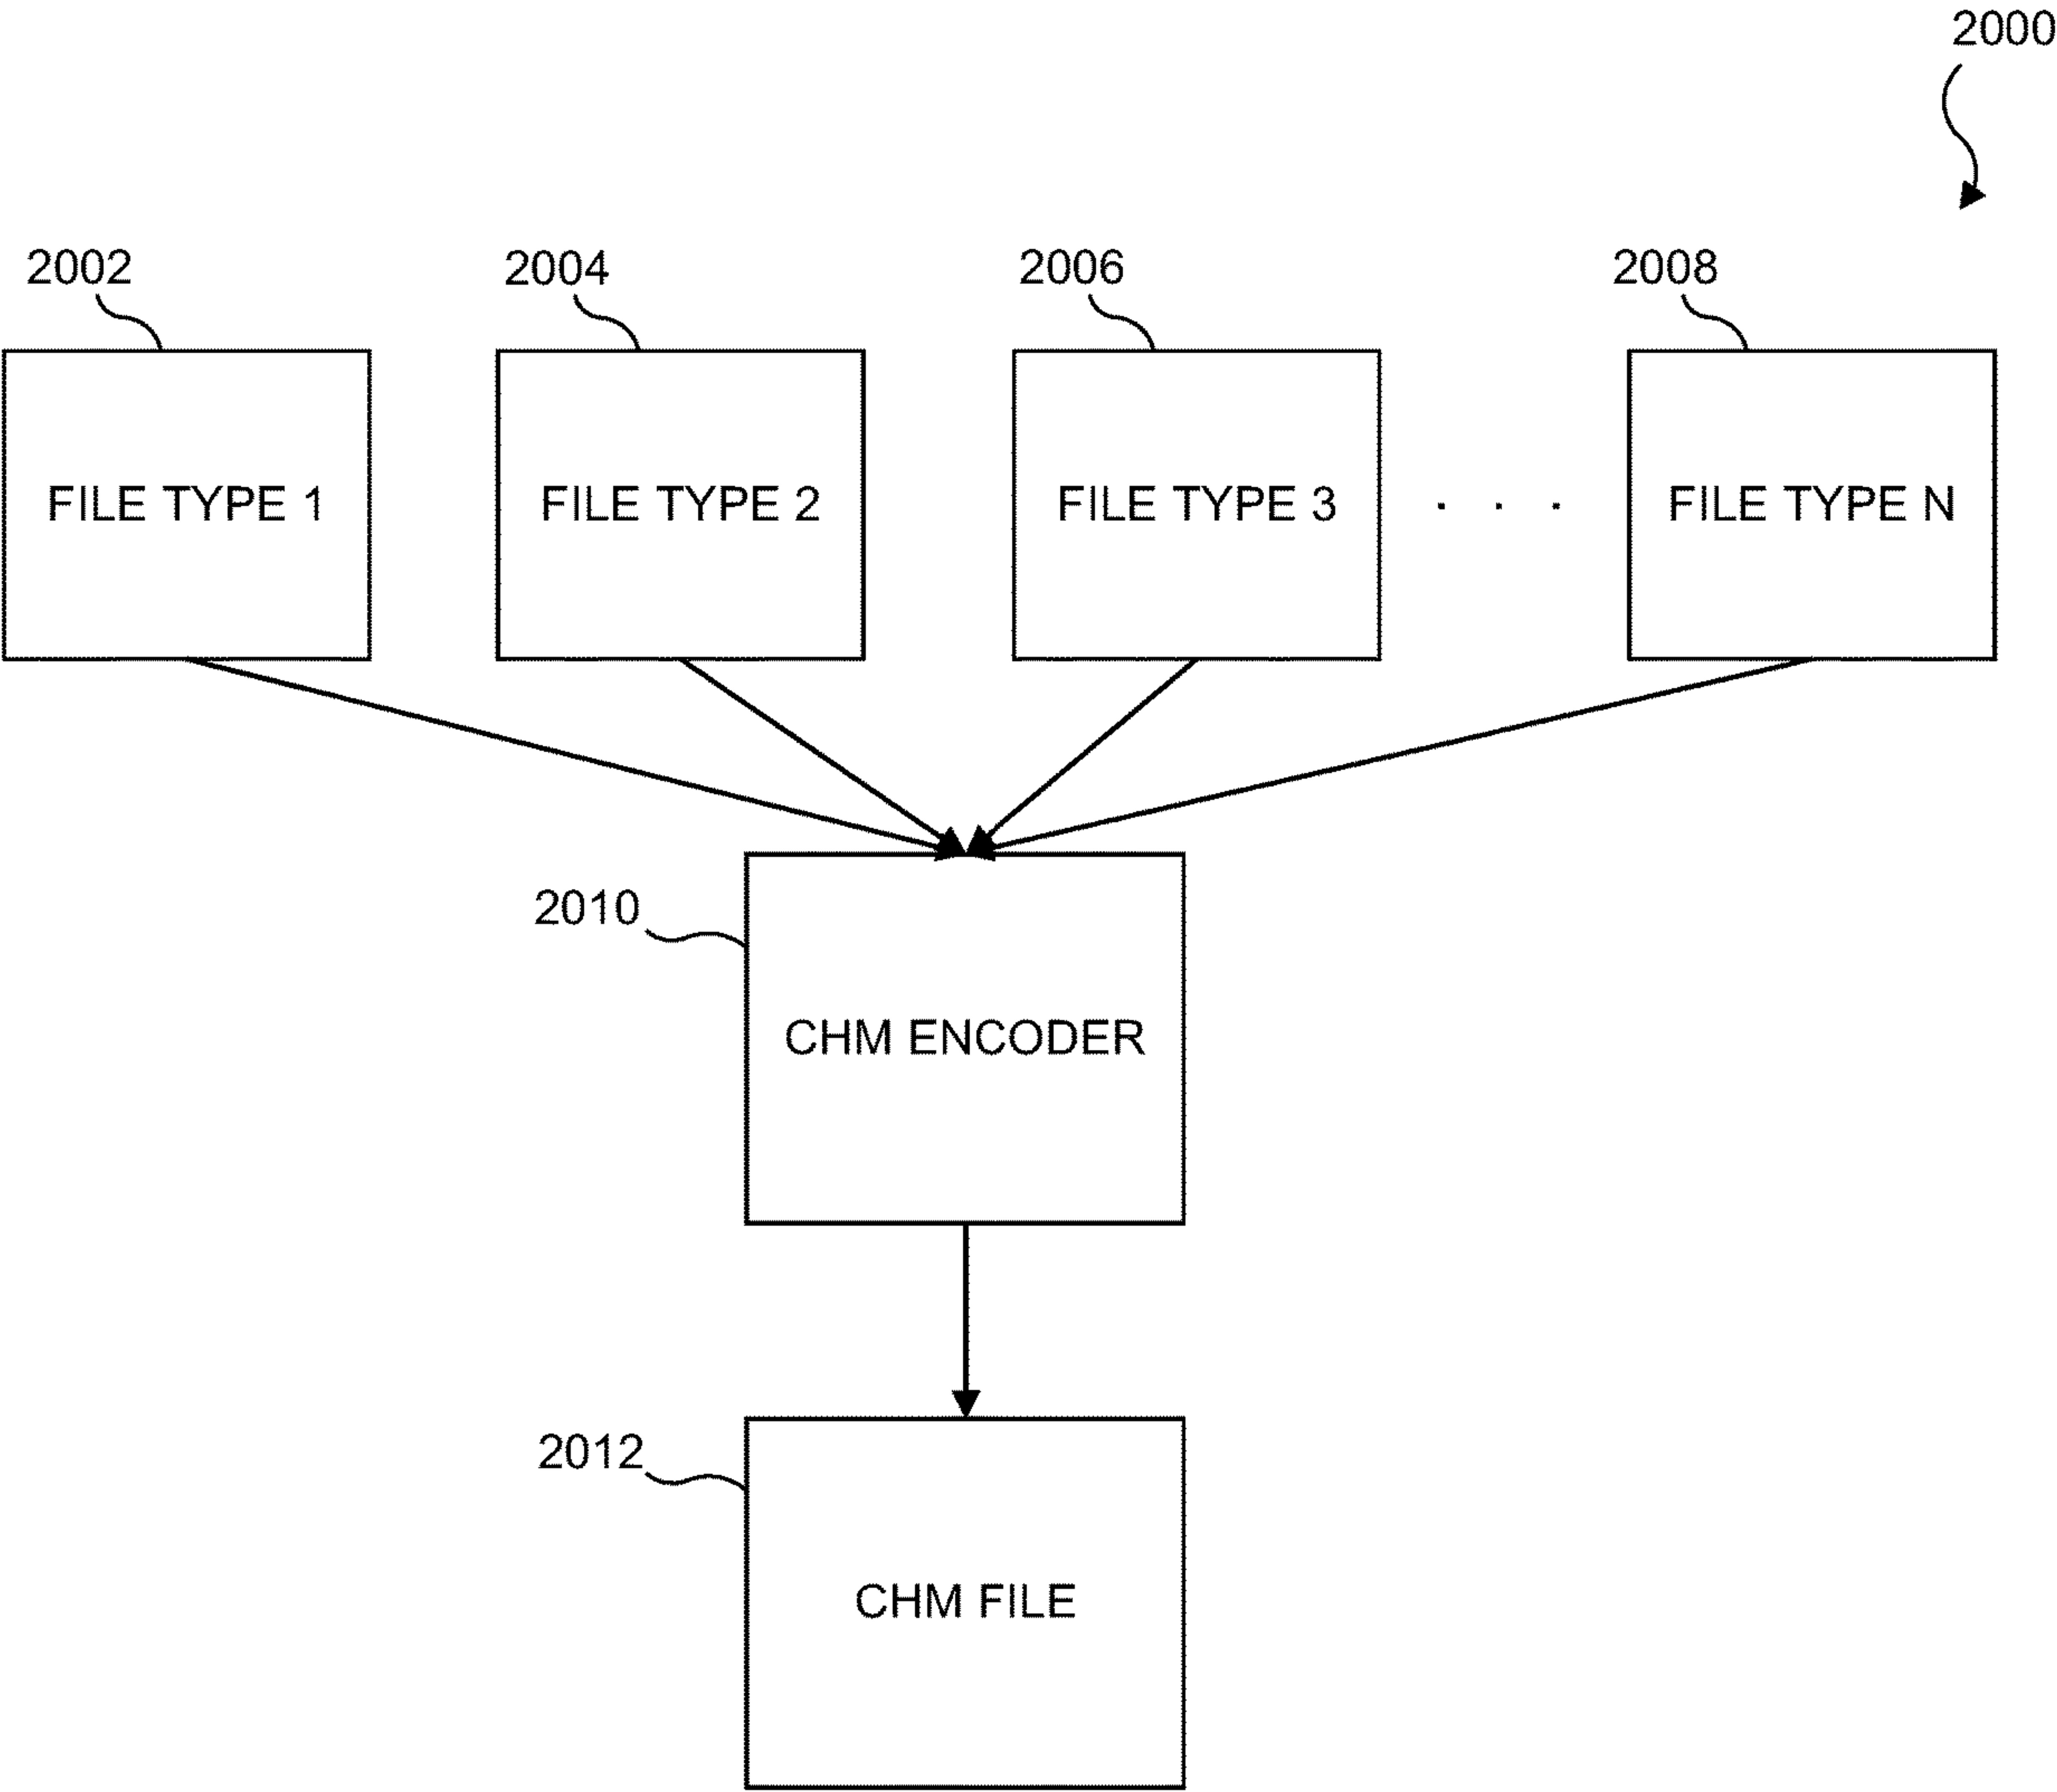 2000
2002 2004 2006 2008
FILE TYPE 1 FILE TYPE 2 FILE TYPE 3 . . . FILE TYPE N
2010
CHM ENCODER
2012
CHM FILE